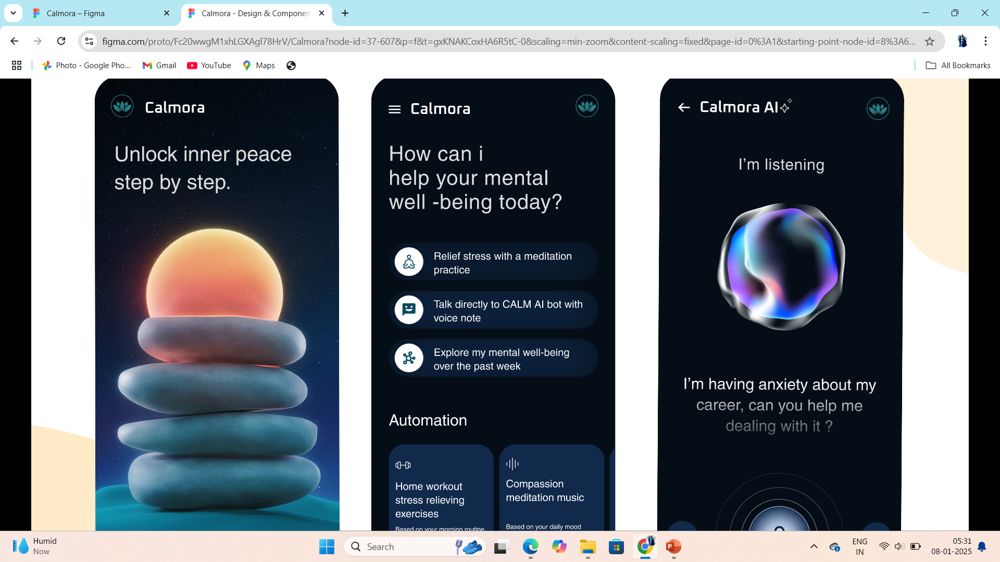 Calmora – Figma
Calmora - Design & Componen
figma.com/proto/Fc20wwgM1xhLGXAgl78HrV/Calmora?node-id=37-607&p=f&t=gxKNAKCoxHA6R5tC-0&scaling=min-zoom&content-scaling=fixed&page-id=0%3A1&starting-point-node-id=8%3A6...
Photo - Google Pho...
Gmail
YouTube
Maps
All Bookmarks
Calmora
Unlock inner peace
step by step.
Calmora
How can i
help your mental
well -being today?
Relief stress with a meditation
practice
Talk directly to CALM AI bot with
voice note
Explore my mental well-being
over the past week
Automation
Home workout
stress relieving
exercises
Based on your morning routine
Compassion
meditation music
Based on your daily mood
Calmora AI
I’m listening
I’m having anxiety about my
career, can you help me
dealing with it ?
Humid
Now
Search
ENG
IN
05:31
08-01-2025